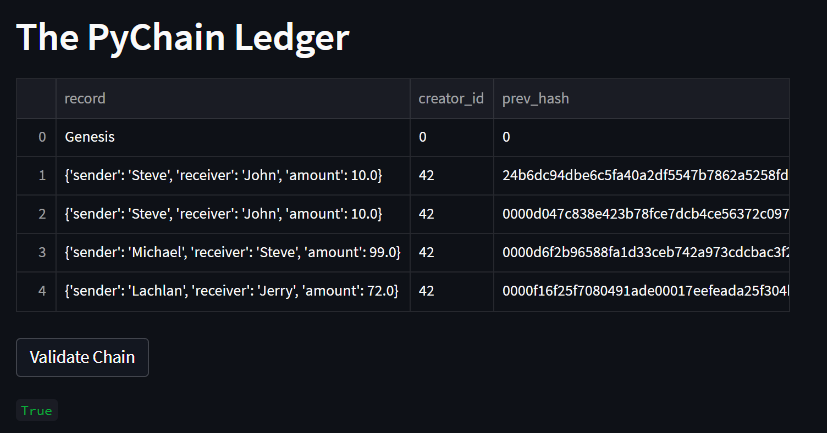 The PyChain Ledger
record creator_id prev_hash
0 Genesis 0 0
1 {'sender': 'Steve', 'receiver': 'John', 'amount': 10.0} 42 24b6dc94dbe6c5fa40a2df5547b7862a5258fd
2 {'sender': 'Steve', 'receiver': 'John', 'amount': 10.0} 42 0000d047c838e423b78fce7dcb4ce56372c097
3 {'sender': 'Michael', 'receiver': 'Steve', 'amount': 99.0} 42 0000d6f2b96588fa1d33ceb742a973cdcbac3f2
4 {'sender': 'Lachlan', 'receiver': 'Jerry', 'amount': 72.0} 42 0000f16f25f7080491ade00017eefeada25f304
Validate Chain
True